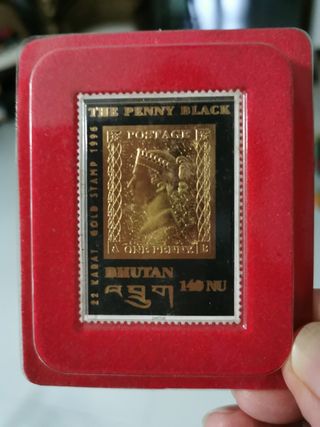 THE PENNY BLACK
22 KARAT GOLD STAMP 1996
POSTAGE
A ONE PENNY B
BHUTAN 140 NU
འབྲུག